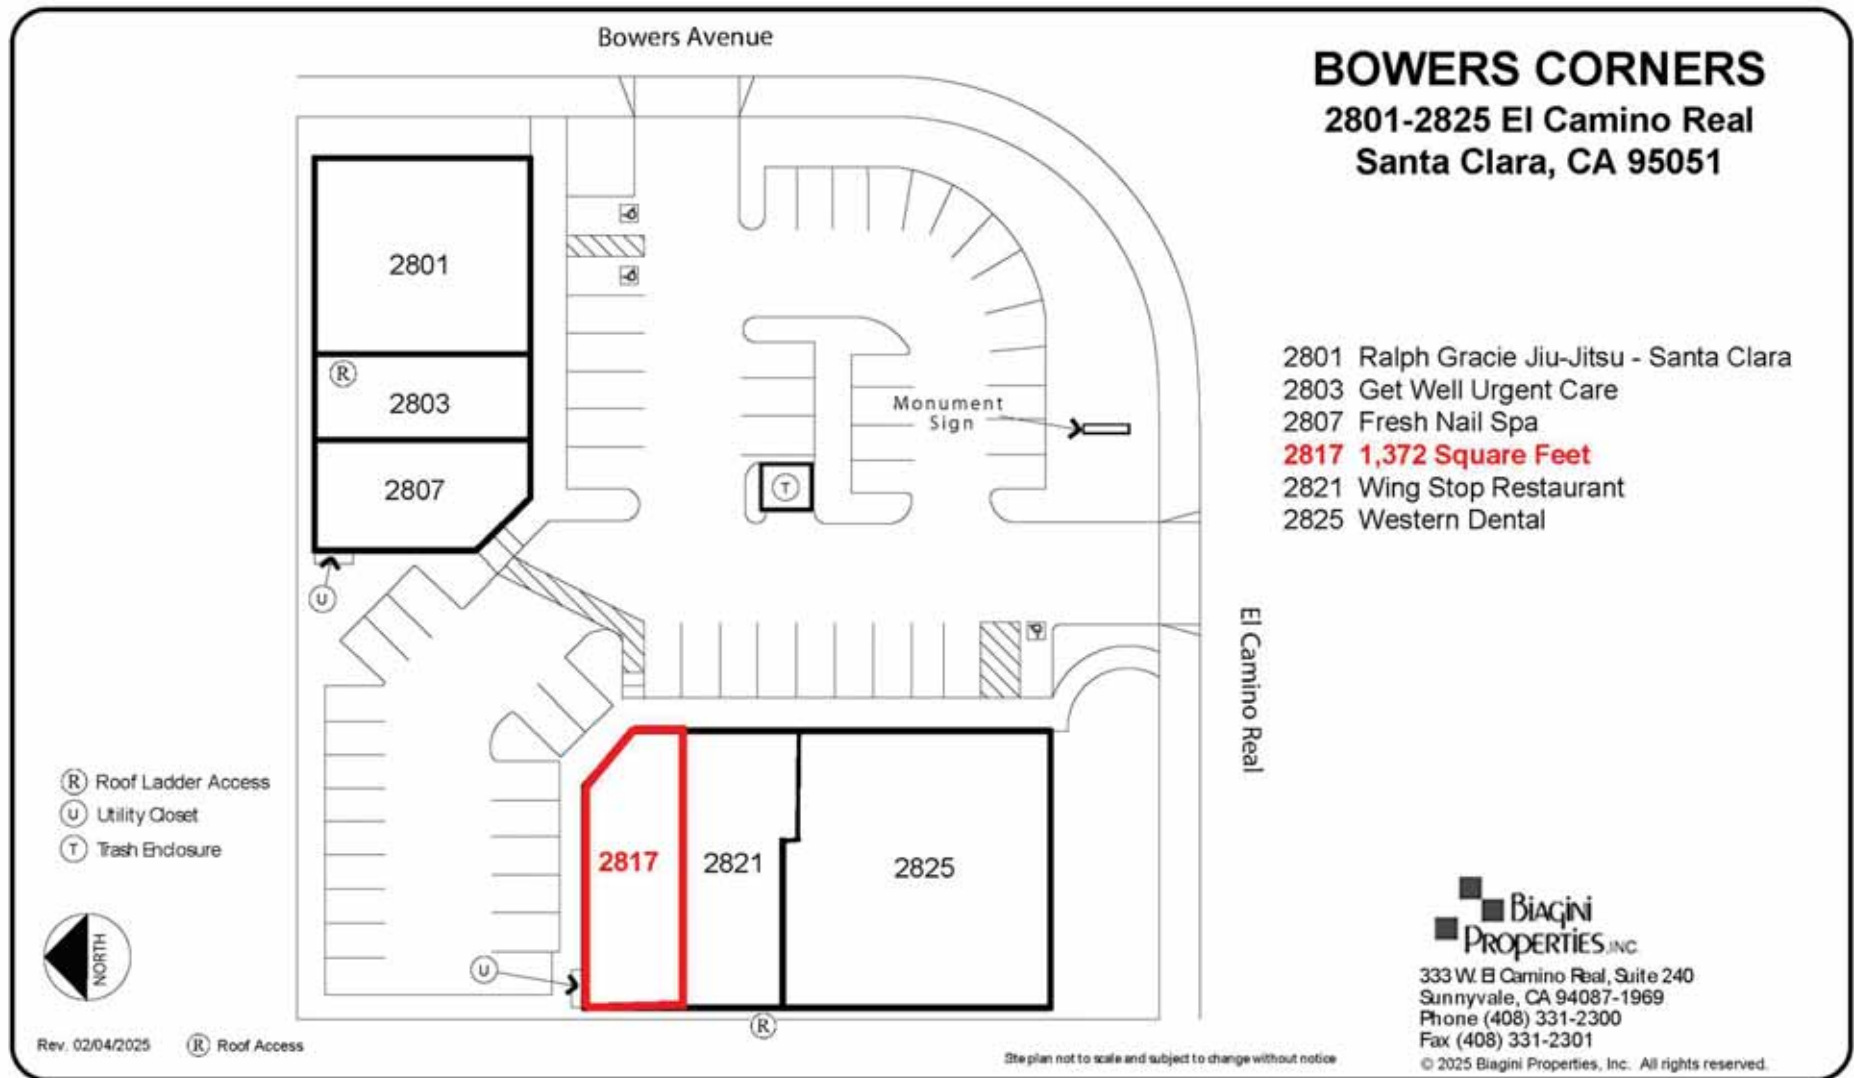 Bowers Avenue
BOWERS CORNERS
2801-2825 El Camino Real
Santa Clara, CA 95051
2801
R
2803
2807
U
Monument
Sign
T
2801 Ralph Gracie Jiu-Jitsu - Santa Clara
2803 Get Well Urgent Care
2807 Fresh Nail Spa
2817 1,372 Square Feet
2821 Wing Stop Restaurant
2825 Western Dental
El Camino Real
2817
2821
2825
U
R
R Roof Ladder Access
U Utility Closet
T Trash Enclosure
NORTH
Rev. 02/04/2025
R Roof Access
Site plan not to scale and subject to change without notice
BIAGINI
PROPERTIES, INC.
333 W. El Camino Real, Suite 240
Sunnyvale, CA 94087-1969
Phone (408) 331-2300
Fax (408) 331-2301
© 2025 Biagini Properties, Inc. All rights reserved.